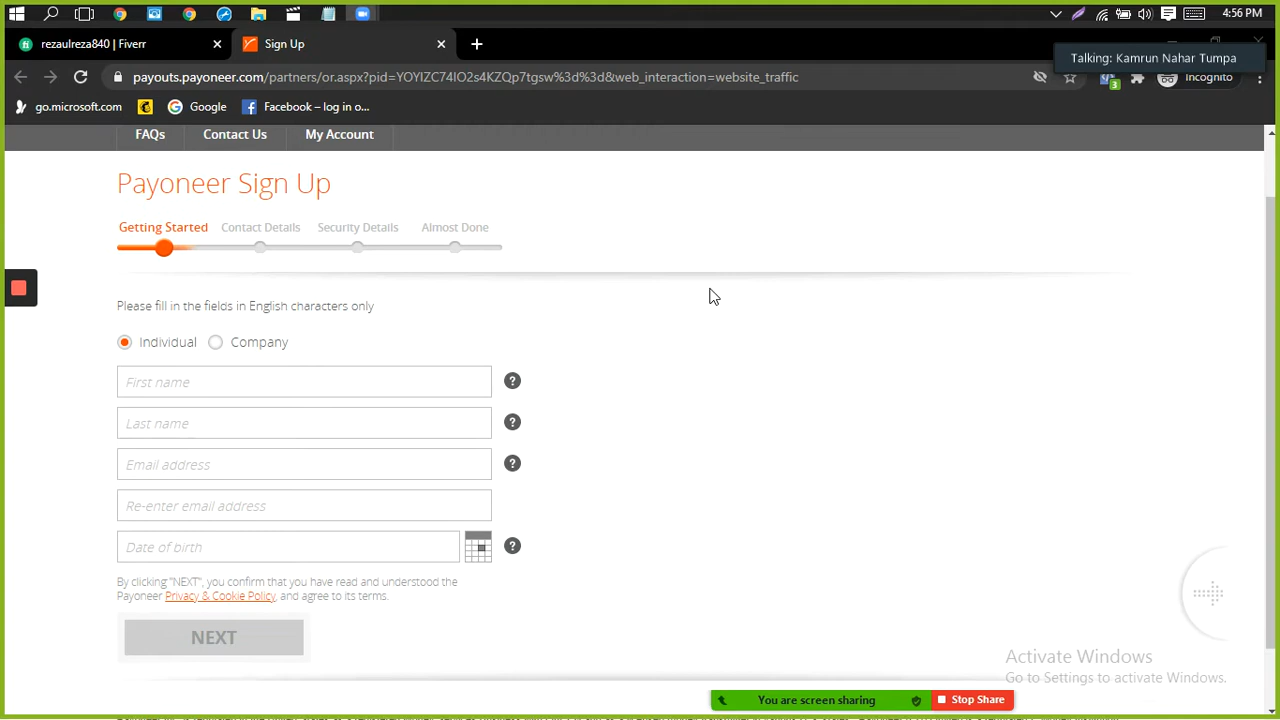 4:56 PM
rezaulreza840 | Fiverr
Sign Up
Talking: Kamrun Nahar Tumpa
payouts.payoneer.com/partners/or.aspx?pid=YOYIZC74IO2s4KZQp7tgsw%3d%3d&web_interaction=website_traffic
3
Incognito
go.microsoft.com
Google
Facebook – log in o...
FAQs
Contact Us
My Account
Payoneer Sign Up
Getting Started
Contact Details
Security Details
Almost Done
Please fill in the fields in English characters only
Individual
Company
First name
?
Last name
?
Email address
?
Re-enter email address
Date of birth
?
By clicking "NEXT", you confirm that you have read and understood the
Payoneer Privacy & Cookie Policy, and agree to its terms.
NEXT
Activate Windows
Go to Settings to activate Windows.
You are screen sharing
Stop Share